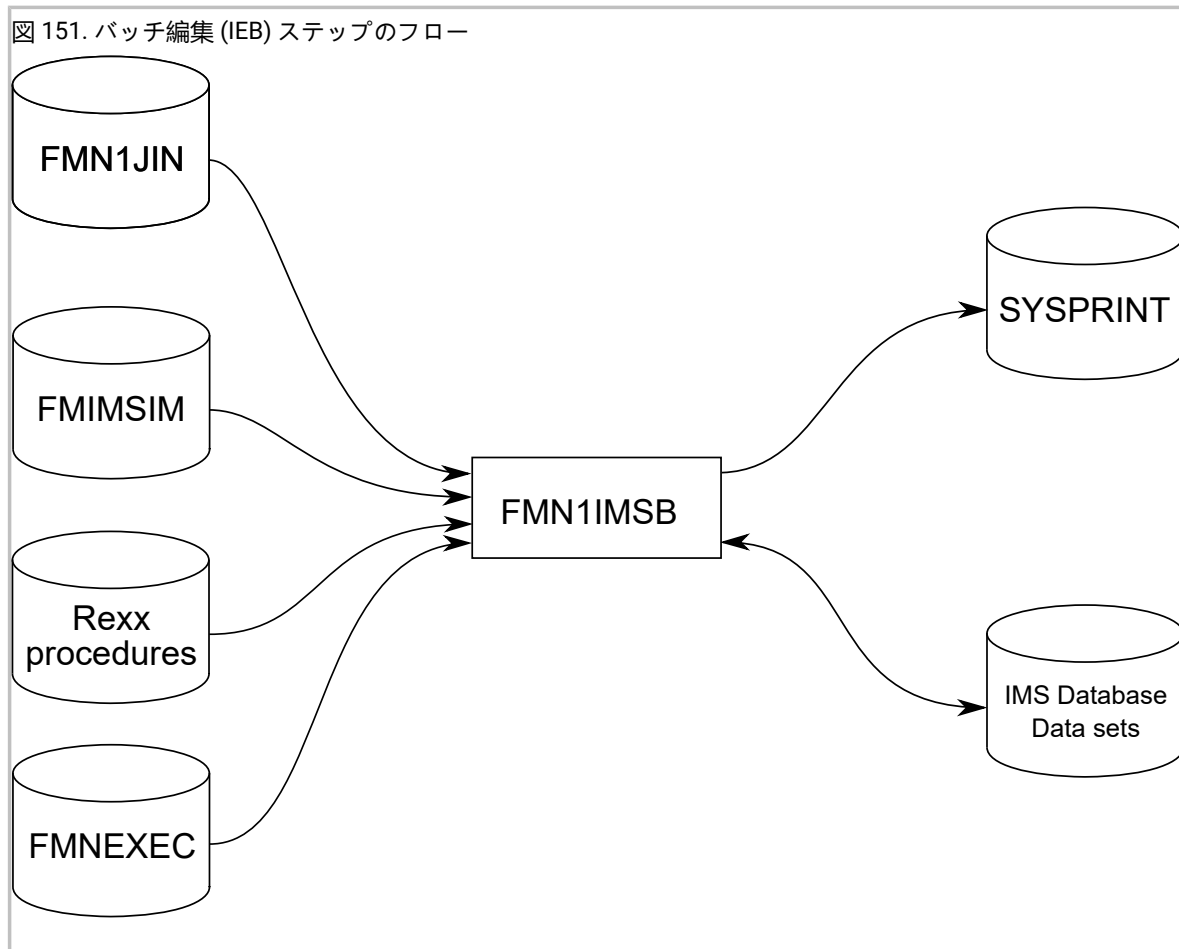 図 151. バッチ編集 (IEB) ステップのフロー
FMN1JIN
FMIMSIM
Rexx
procedures
FMNEXEC
FMN1IMSB
SYSPRINT
IMS Database
Data sets